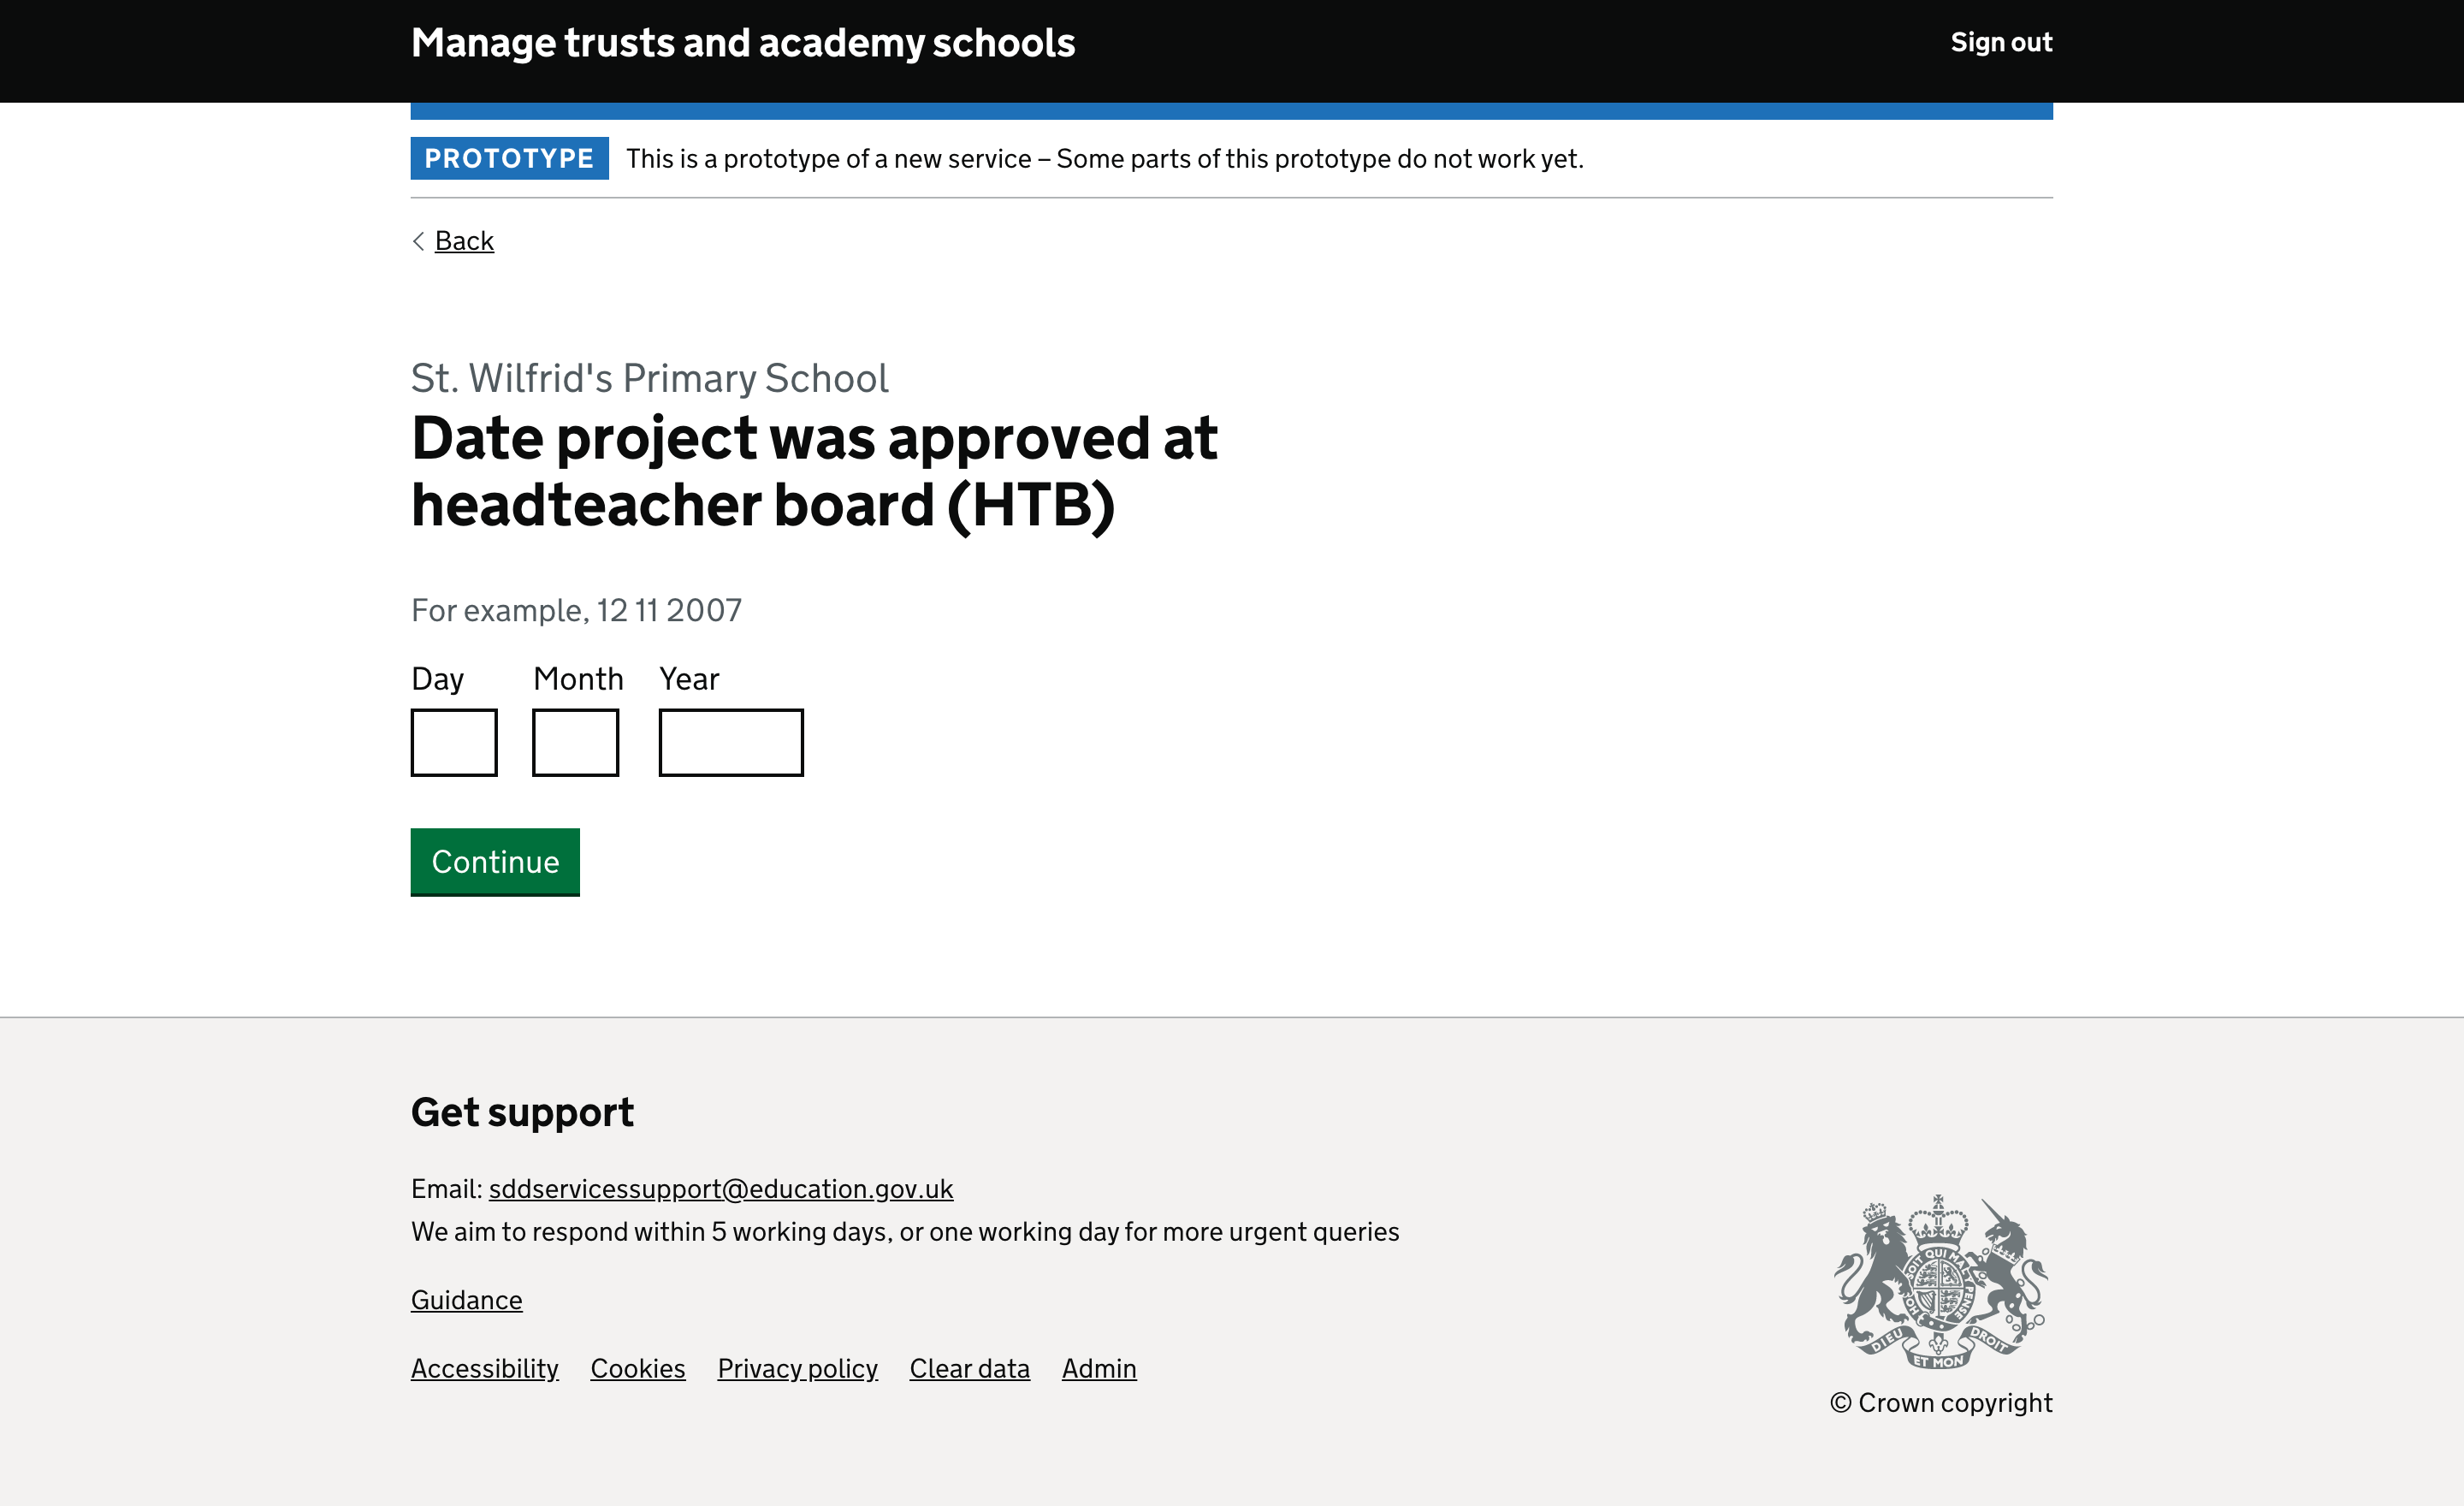 Manage trusts and academy schools
Sign out
PROTOTYPE This is a prototype of a new service – Some parts of this prototype do not work yet.
Back
St. Wilfrid's Primary School
Date project was approved at
headteacher board (HTB)
For example, 12 11 2007
Day Month Year
Continue
Get support
Email: sddservicessupport@education.gov.uk
We aim to respond within 5 working days, or one working day for more urgent queries
Guidance
Accessibility Cookies Privacy policy Clear data Admin
DIEU ET MON DROIT
© Crown copyright